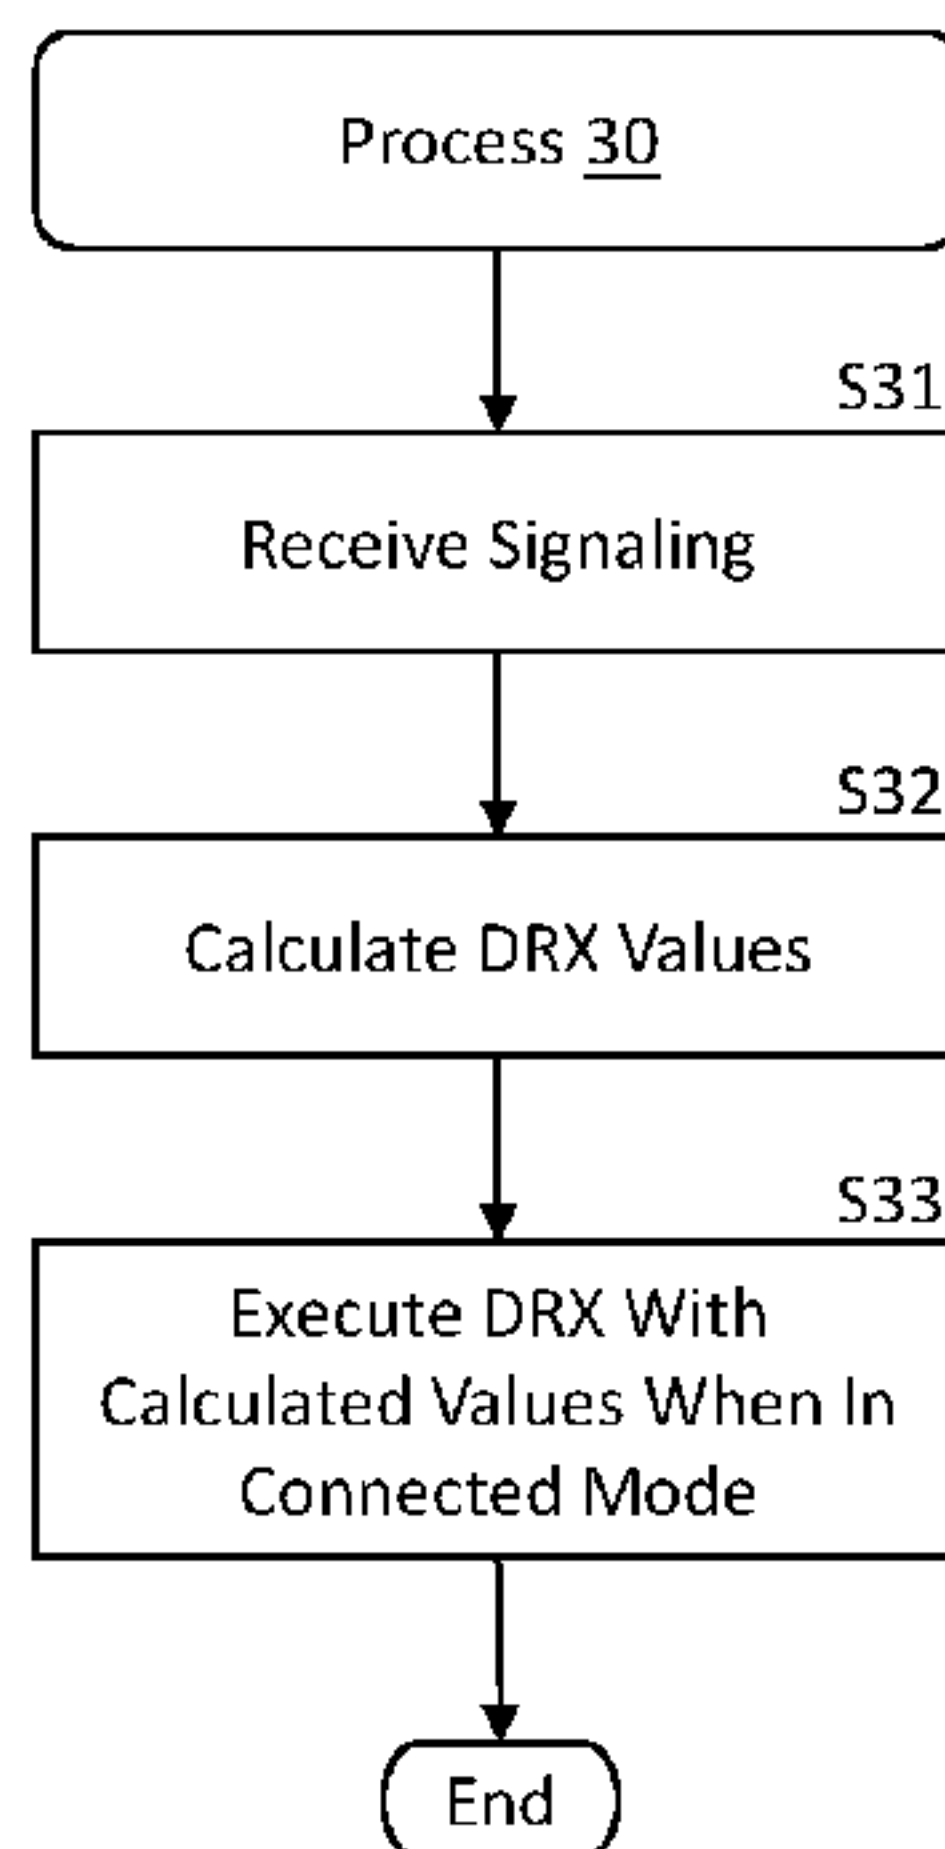 Process 30
S31
Receive Signaling
S32
Calculate DRX Values
S33
Execute DRX With
Calculated Values When In
Connected Mode
End